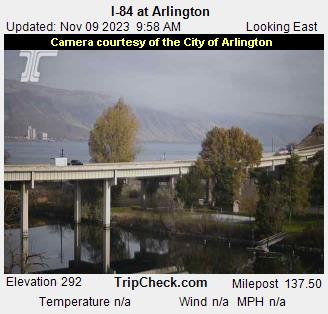 I-84 at Arlington
Updated: Nov 09 2023 9:58 AM Looking East
Camera courtesy of the City of Arlington
Elevation 292 TripCheck.com Milepost 137.50
Temperature n/a Wind n/a MPH n/a